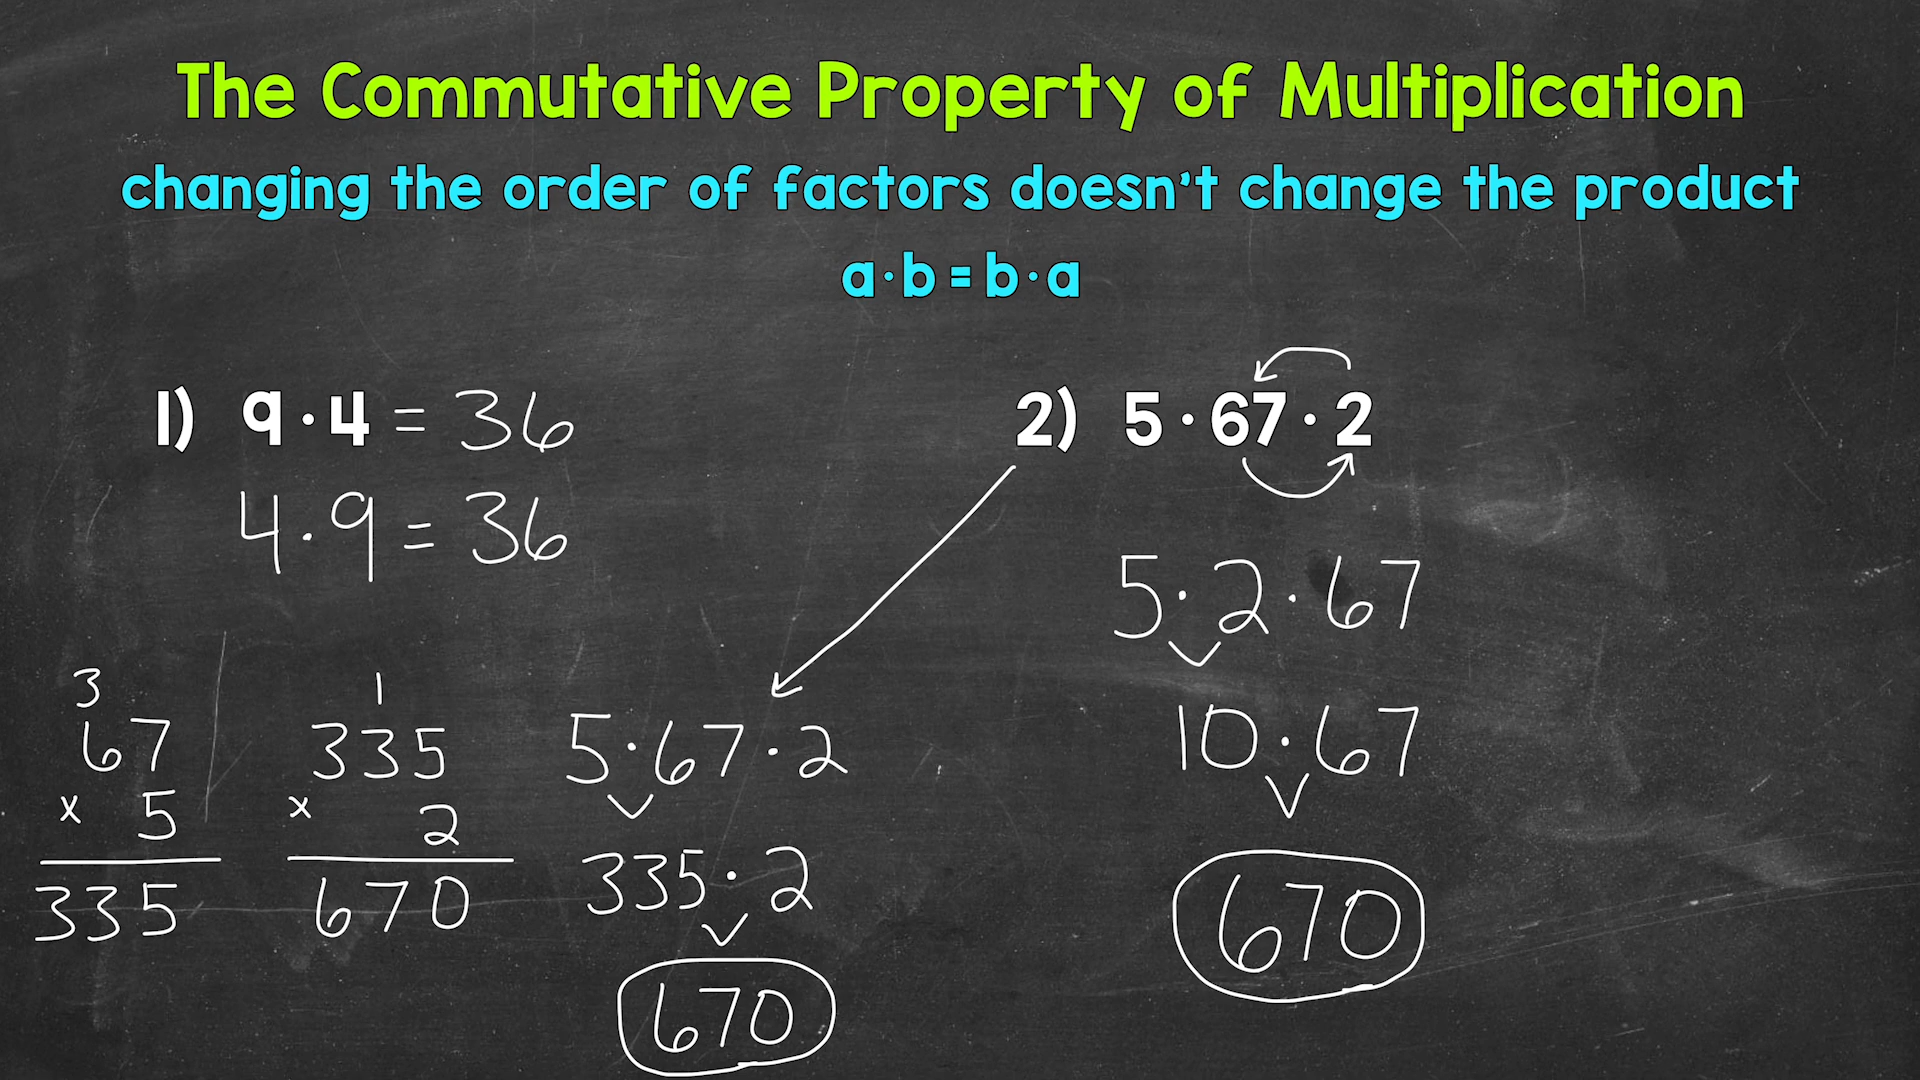 The Commutative Property of Multiplication
changing the order of factors doesn't change the product
a·b = b·a
1) 9·4 = 36
4·9 = 36
2) 5·67·2
5·2·67
10·67
670
3
67
x 5
335
1
335
x 2
670
5·67·2
335·2
670